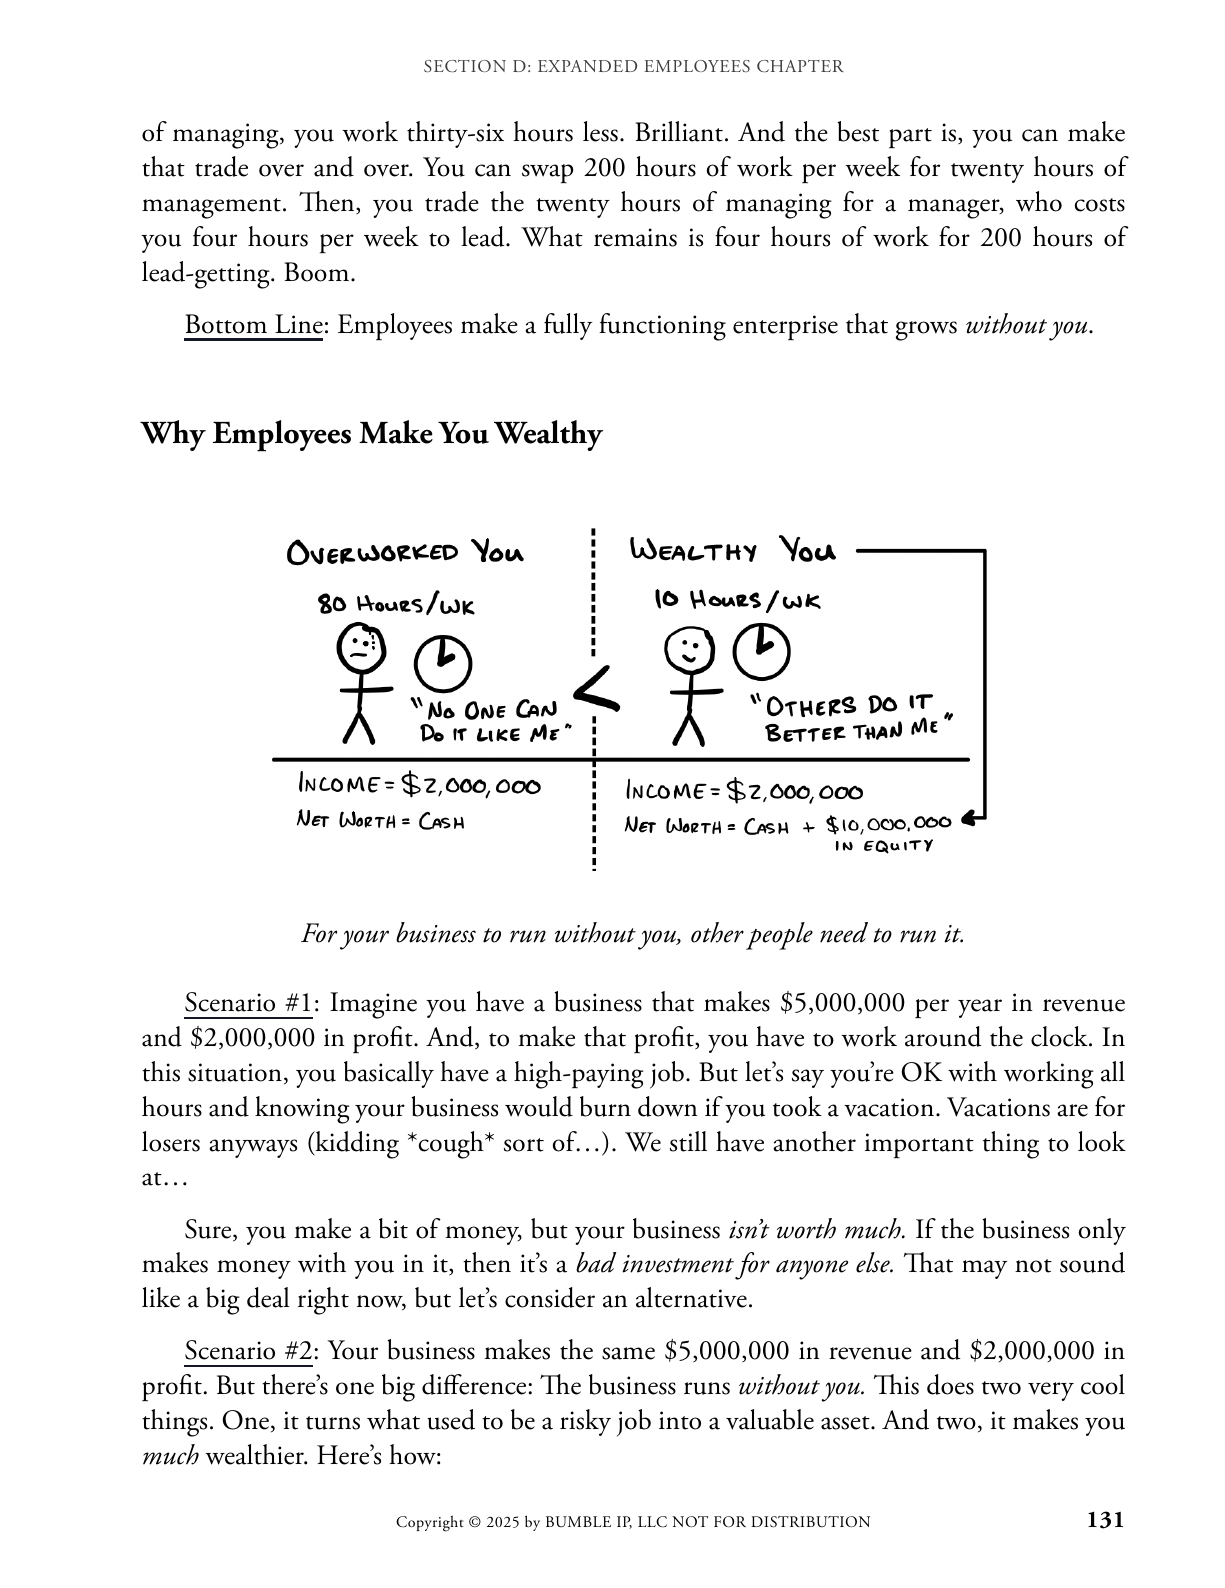 SECTION D: EXPANDED EMPLOYEES CHAPTER
of managing, you work thirty-six hours less. Brilliant. And the best part is, you can make
that trade over and over. You can swap 200 hours of work per week for twenty hours of
management. Then, you trade the twenty hours of managing for a manager, who costs
you four hours per week to lead. What remains is four hours of work for 200 hours of
lead-getting. Boom.
Bottom Line: Employees make a fully functioning enterprise that grows without you.
Why Employees Make You Wealthy
OVERWORKED YOU
80 HOURS/WK
"NO ONE CAN
DO IT LIKE ME"
INCOME = $2,000,000
NET WORTH = CASH
<
WEALTHY YOU
10 HOURS/WK
"OTHERS DO IT
BETTER THAN ME"
INCOME = $2,000,000
NET WORTH = CASH + $10,000,000
IN EQUITY
For your business to run without you, other people need to run it.
Scenario #1: Imagine you have a business that makes $5,000,000 per year in revenue
and $2,000,000 in profit. And, to make that profit, you have to work around the clock. In
this situation, you basically have a high-paying job. But let’s say you’re OK with working all
hours and knowing your business would burn down if you took a vacation. Vacations are for
losers anyways (kidding *cough* sort of…). We still have another important thing to look
at…
Sure, you make a bit of money, but your business isn’t worth much. If the business only
makes money with you in it, then it’s a bad investment for anyone else. That may not sound
like a big deal right now, but let’s consider an alternative.
Scenario #2: Your business makes the same $5,000,000 in revenue and $2,000,000 in
profit. But there’s one big difference: The business runs without you. This does two very cool
things. One, it turns what used to be a risky job into a valuable asset. And two, it makes you
much wealthier. Here’s how:
Copyright © 2025 by BUMBLE IP, LLC NOT FOR DISTRIBUTION
131